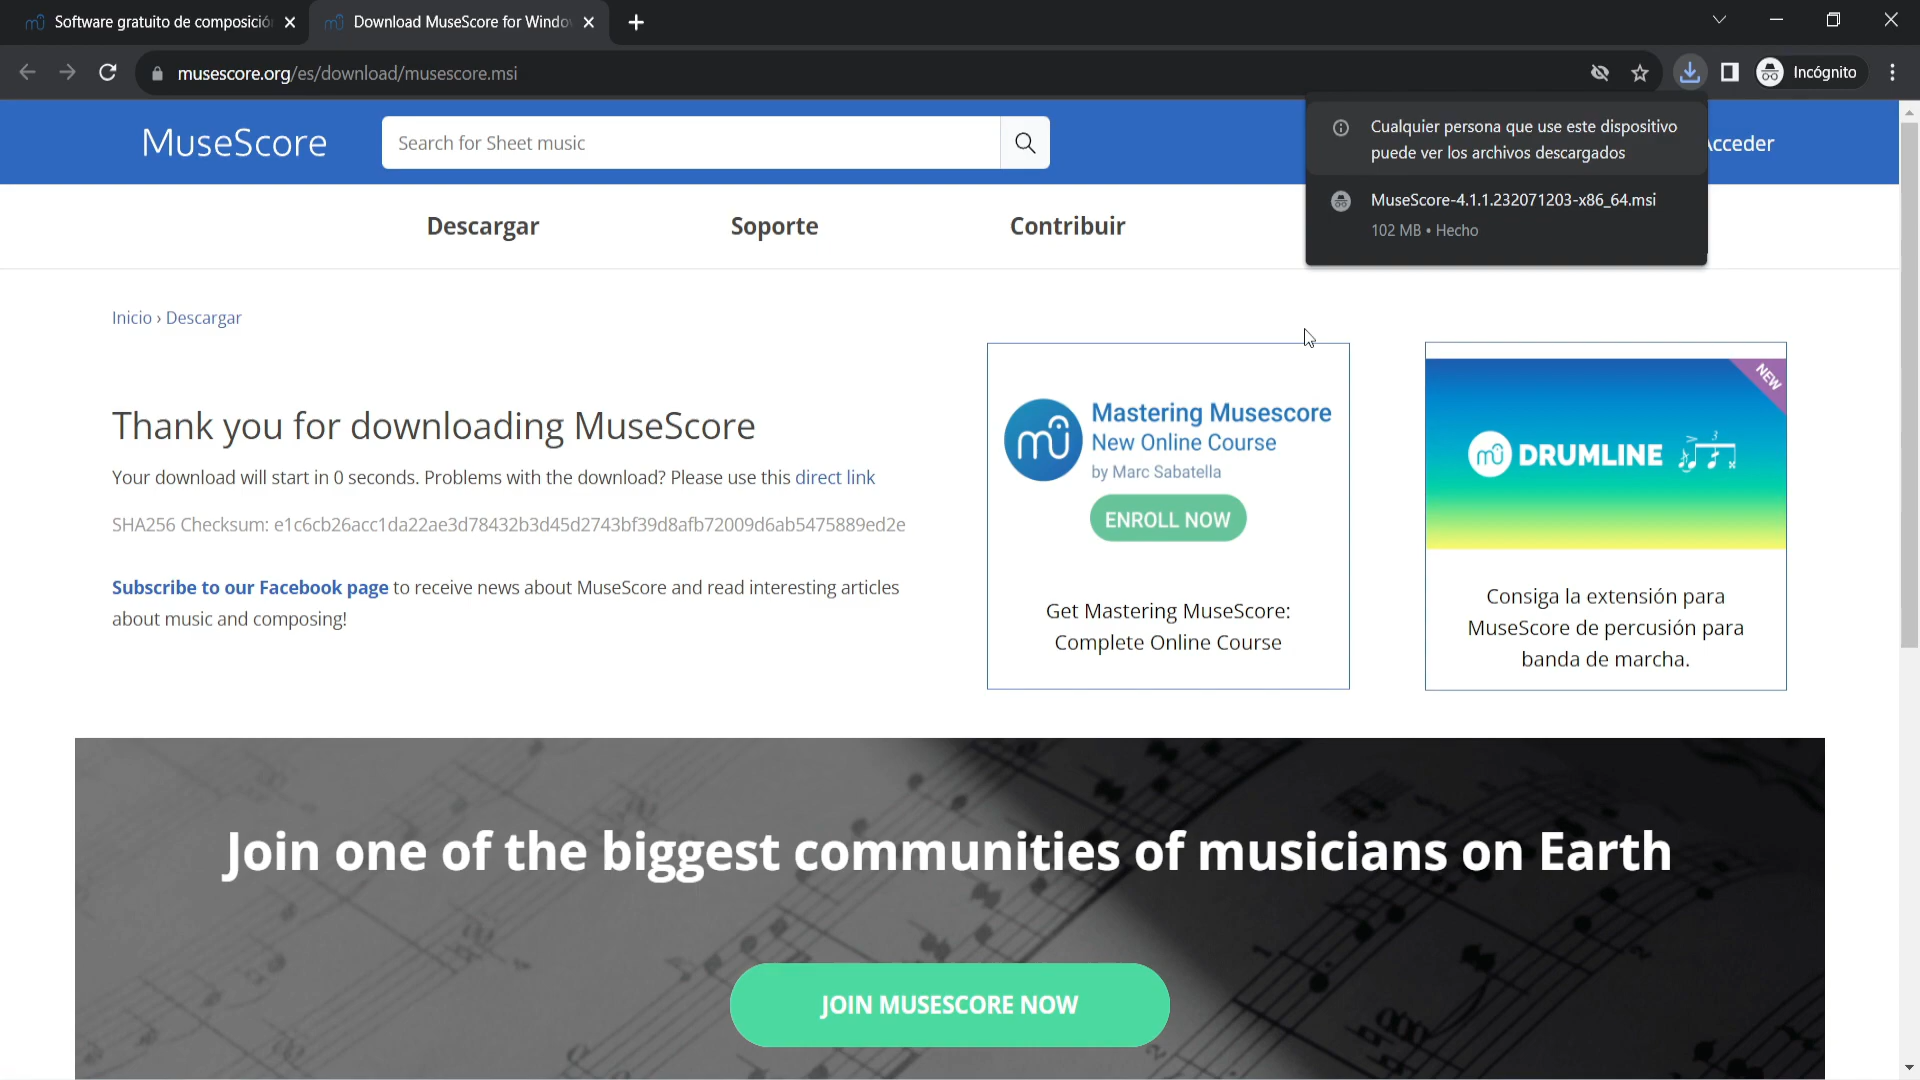 Software gratuito de composició
Download MuseScore for Windo
musescore.org/es/download/musescore.msi
Incógnito
MuseScore
Search for Sheet music
Acceder
Cualquier persona que use este dispositivo
puede ver los archivos descargados
MuseScore-4.1.1.232071203-x86_64.msi
102 MB • Hecho
Descargar
Soporte
Contribuir
Inicio › Descargar
Thank you for downloading MuseScore
Your download will start in 0 seconds. Problems with the download? Please use this direct link
SHA256 Checksum: e1c6cb26acc1da22ae3d78432b3d45d2743bf39d8afb72009d6ab5475889ed2e
Subscribe to our Facebook page to receive news about MuseScore and read interesting articles
about music and composing!
mu
Mastering Musescore
New Online Course
by Marc Sabatella
ENROLL NOW
Get Mastering MuseScore:
Complete Online Course
NEW
mu DRUMLINE
3
Consiga la extensión para
MuseScore de percusión para
banda de marcha.
Join one of the biggest communities of musicians on Earth
JOIN MUSESCORE NOW